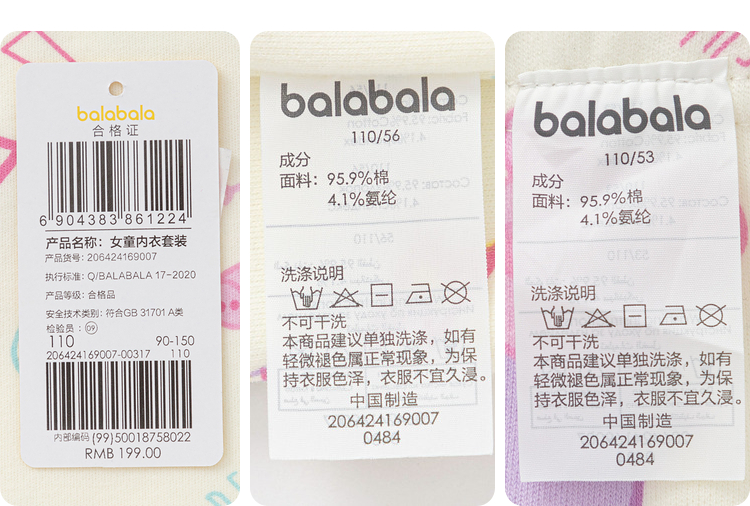 balabala
合格证
6 904383 861224
产品名称：女童内衣套装
产品货号：206424169007
执行标准：Q/BALABALA 17-2020
产品等级：合格品
安全技术类别：符合GB 31701 A类
检验员：09
110 90-150
206424169007-00317 110
内部编码 (99)50018758022
RMB 199.00
balabala
110/56
成分
面料：95.9%棉
4.1%氨纶
洗涤说明
不可干洗
本商品建议单独洗涤，如有
轻微褪色属正常现象，为保
持衣服色泽，衣服不宜久浸。
中国制造
206424169007
0484
balabala
110/53
成分
面料：95.9%棉
4.1%氨纶
洗涤说明
不可干洗
本商品建议单独洗涤，如有
轻微褪色属正常现象，为保
持衣服色泽，衣服不宜久浸。
中国制造
206424169007
0484